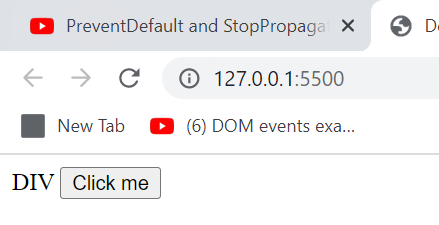 PreventDefault and StopPropaga
D
127.0.0.1:5500
New Tab
(6) DOM events exa...
DIV Click me